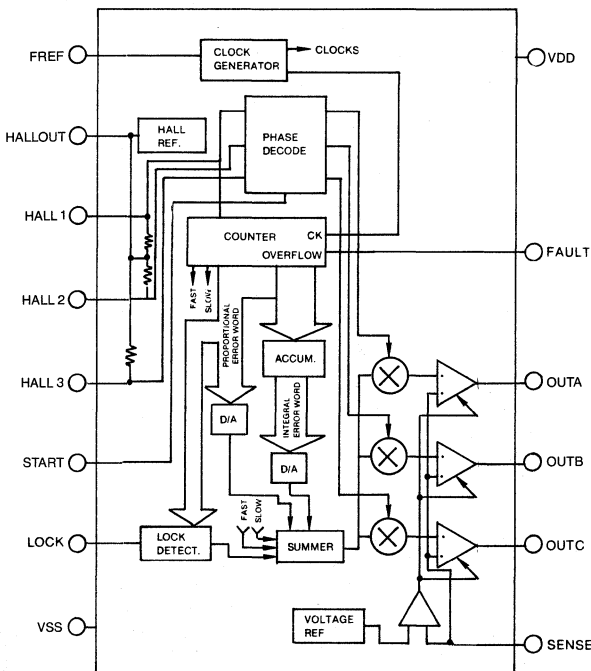 FREF
CLOCK
GENERATOR
CLOCKS
VDD
HALLOUT
HALL
REF.
PHASE
DECODE
HALL 1
COUNTER
CK
OVERFLOW
FAULT
FAST
SLOW
HALL 2
PROPORTIONAL
ERROR WORD
ACCUM.
HALL 3
D/A
INTEGRAL
ERROR WORD
OUTA
START
D/A
OUTB
FAST
SLOW
LOCK
LOCK
DETECT.
SUMMER
OUTC
VSS
VOLTAGE
REF
SENSE